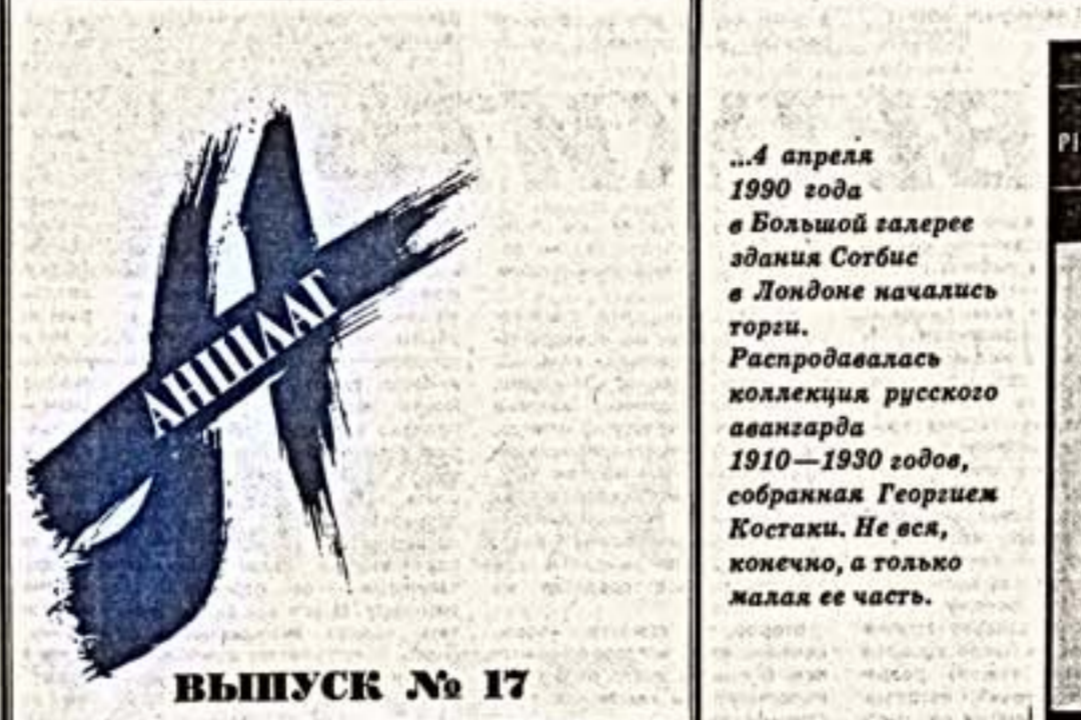 АНШЛАГ
ВЫПУСК № 17
...4 апреля
1990 года
в Большой галерее
здания Сотбис
в Лондоне начались
торги.
Распродавалась
коллекция русского
авангарда
1910—1930 годов,
собранная Георгием
Костаки. Не вся,
конечно, а только
малая ее часть.